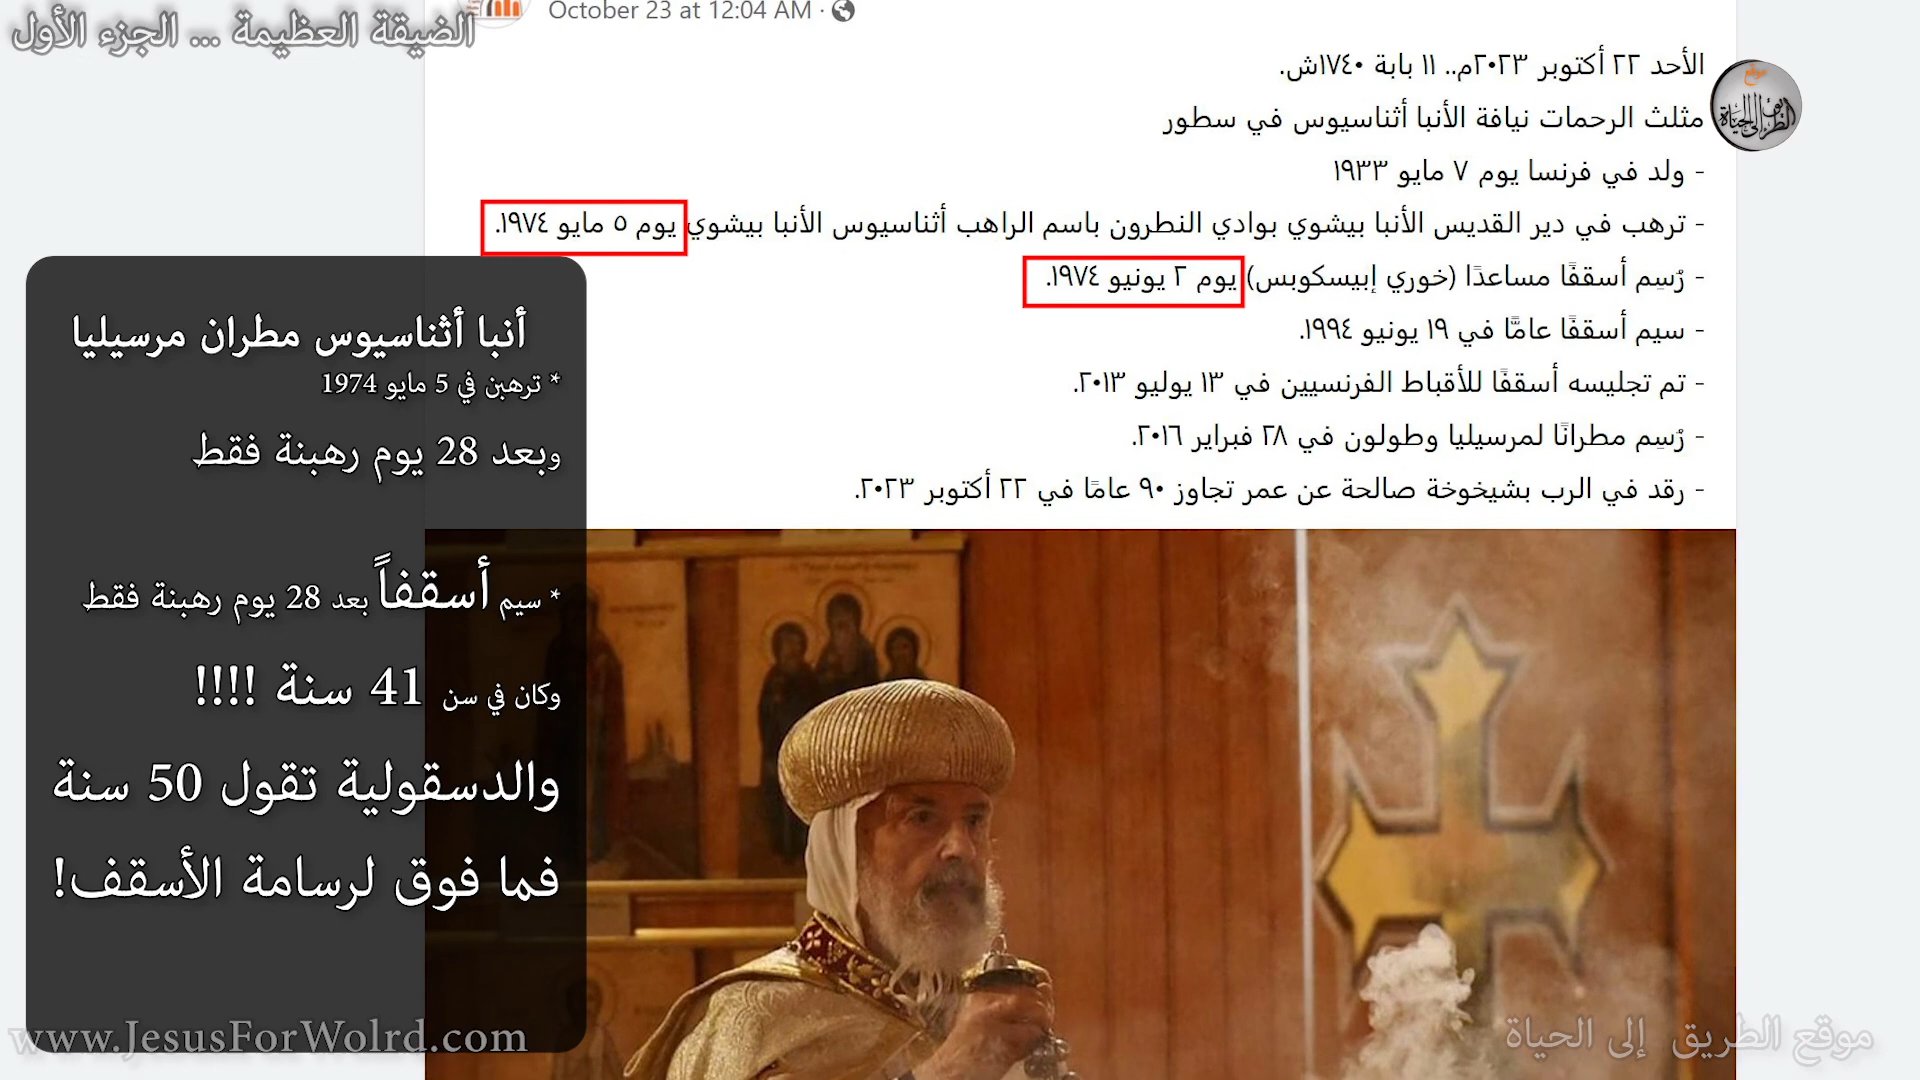 الضيقة العظيمة ... الجزء الأول
October 23 at 12:04 AM ·
الأحد ٢٢ أكتوبر ٢٠٢٣م.. ١١ بابة ١٧٤٠ش.
مثلث الرحمات نيافة الأنبا أثناسيوس في سطور
- ولد في فرنسا يوم ٧ مايو ١٩٣٣
- ترهب في دير القديس الأنبا بيشوي بوادي النطرون باسم الراهب أثناسيوس الأنبا بيشوي يوم ٥ مايو ١٩٧٤.
- رُسِم أسقفًا مساعدًا (خوري إبيسكوبس) يوم ٢ يونيو ١٩٧٤.
- سيم أسقفًا عامًّا في ١٩ يونيو ١٩٩٤.
- تم تجليسه أسقفًا للأقباط الفرنسيين في ١٣ يوليو ٢٠١٣.
- رُسِم مطرانًا لمرسيليا وطولون في ٢٨ فبراير ٢٠١٦.
- رقد في الرب بشيخوخة صالحة عن عمر تجاوز ٩٠ عامًا في ٢٢ أكتوبر ٢٠٢٣.
موقع
الطريق إلى الحياة
أنبا أثناسيوس مطران مرسيليا
* ترهبن في 5 مايو 1974
وبعد 28 يوم رهبنة فقط
* سيم أسقفاً بعد 28 يوم رهبنة فقط
وكان في سن 41 سنة !!!!
والدسقولية تقول 50 سنة
فما فوق لرسامة الأسقف!
www.JesusForWolrd.com
موقع الطريق إلى الحياة